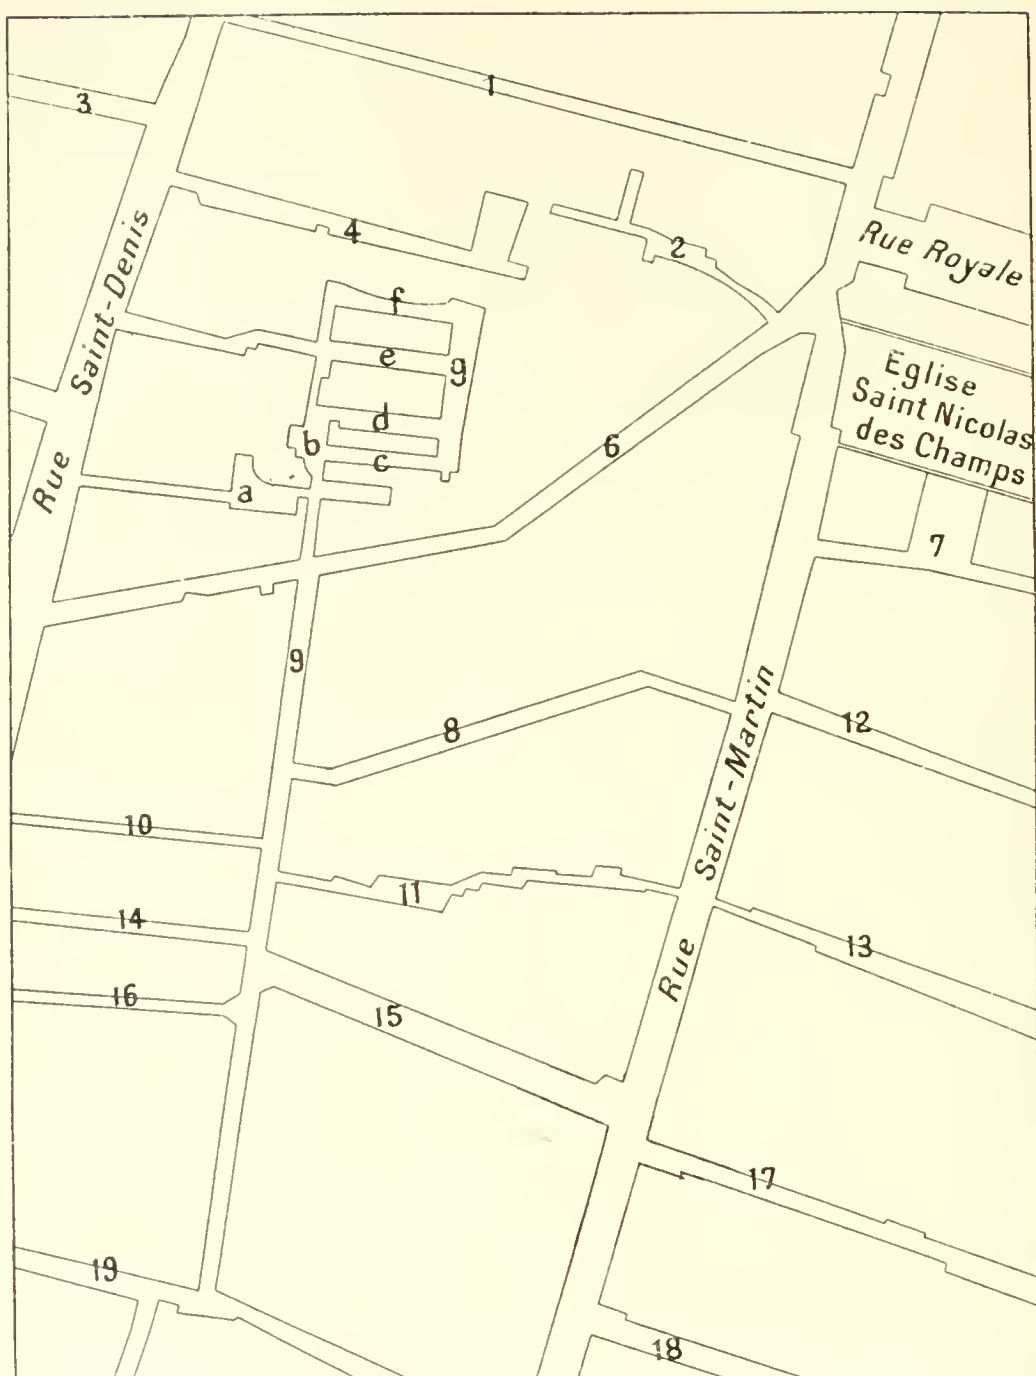 1
3
Rue Saint-Denis
4
2
Rue Royale
f
e
g
Eglise
Saint Nicolas
des Champs
d
b
c
6
a
7
9
8
12
Rue Saint-Martin
10
11
14
13
16
15
17
19
18